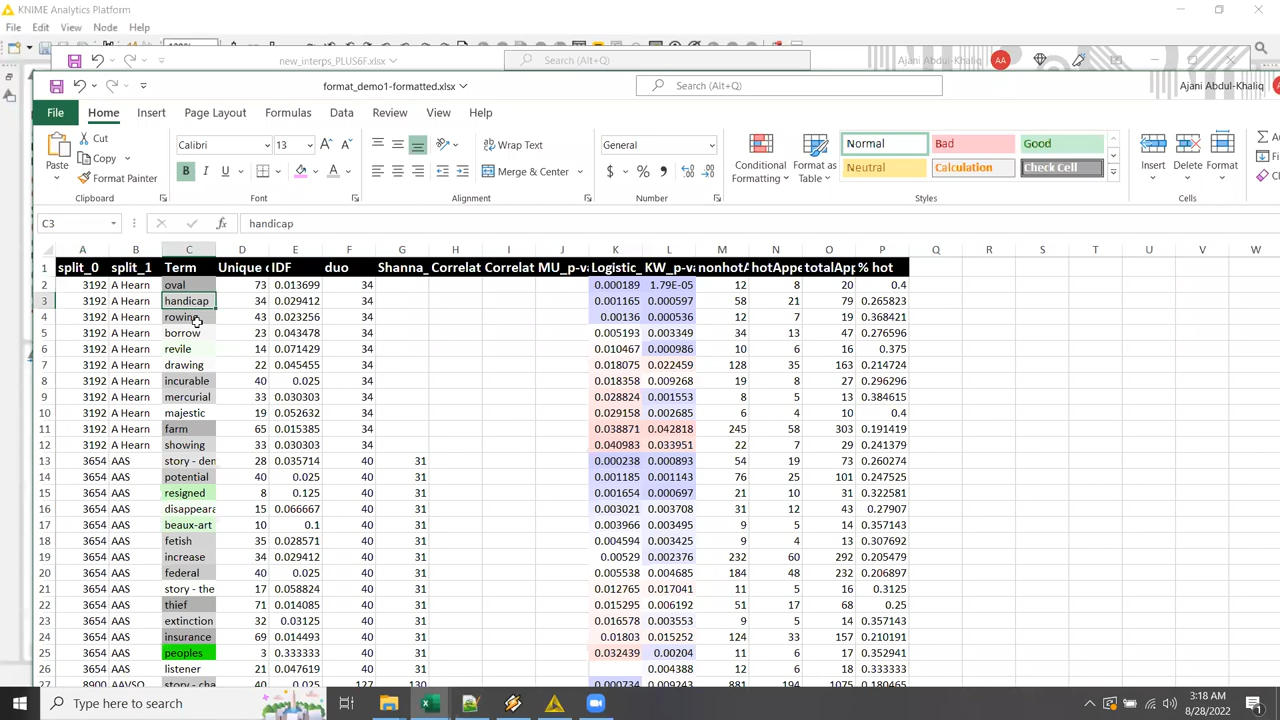 KNIME Analytics Platform
File Edit View Node Help
new_interps_PLUS6F.xlsx Search (Alt+Q) Ajani Abdul-Khaliq AA
format_demo1-formatted.xlsx Search (Alt+Q) Ajani Abdul-Khaliq
File Home Insert Page Layout Formulas Data Review View Help
Paste Cut Copy Format Painter
Calibri 13 B I U A
Wrap Text Merge & Center
General $ %
Conditional Formatting Format as Table
Normal Bad Good
Neutral Calculation Check Cell
Insert Delete Format
Clipboard Font Alignment Number Styles Cells
C3 fx handicap
A B C D E F G H I J K L M N O P Q R S T U V W
1 split_0 split_1 Term Unique IDF duo Shanna_ Correlat Correlat MU_p-va Logistic_ KW_p-va nonhotA hotAppe totalApp % hot
2 3192 A Hearn oval 73 0.013699 34 0.000189 1.79E-05 12 8 20 0.4
3 3192 A Hearn handicap 34 0.029412 34 0.001165 0.000597 58 21 79 0.265823
4 3192 A Hearn rowing 43 0.023256 34 0.00136 0.000536 12 7 19 0.368421
5 3192 A Hearn borrow 23 0.043478 34 0.005193 0.003349 34 13 47 0.276596
6 3192 A Hearn revile 14 0.071429 34 0.010467 0.000986 10 6 16 0.375
7 3192 A Hearn drawing 22 0.045455 34 0.018075 0.022459 128 35 163 0.214724
8 3192 A Hearn incurable 40 0.025 34 0.018358 0.009268 19 8 27 0.296296
9 3192 A Hearn mercurial 33 0.030303 34 0.028824 0.001553 8 5 13 0.384615
10 3192 A Hearn majestic 19 0.052632 34 0.029158 0.002685 6 4 10 0.4
11 3192 A Hearn farm 65 0.015385 34 0.038871 0.042818 245 58 303 0.191419
12 3192 A Hearn showing 33 0.030303 34 0.040983 0.033951 22 7 29 0.241379
13 3654 AAS story - den 28 0.035714 40 31 0.000238 0.000893 54 19 73 0.260274
14 3654 AAS potential 40 0.025 40 31 0.001185 0.001143 76 25 101 0.247525
15 3654 AAS resigned 8 0.125 40 31 0.001654 0.000697 21 10 31 0.322581
16 3654 AAS disappeara 15 0.066667 40 31 0.003021 0.003708 31 12 43 0.27907
17 3654 AAS beaux-art 10 0.1 40 31 0.003966 0.003495 9 5 14 0.357143
18 3654 AAS fetish 35 0.028571 40 31 0.004594 0.003425 9 4 13 0.307692
19 3654 AAS increase 34 0.029412 40 31 0.00529 0.002376 232 60 292 0.205479
20 3654 AAS federal 40 0.025 40 31 0.005538 0.004685 184 48 232 0.206897
21 3654 AAS story - the 17 0.058824 40 31 0.012765 0.017041 11 5 16 0.3125
22 3654 AAS thief 71 0.014085 40 31 0.015295 0.006192 51 17 68 0.25
23 3654 AAS extinction 32 0.03125 40 31 0.016578 0.003553 9 5 14 0.357143
24 3654 AAS insurance 69 0.014493 40 31 0.01803 0.015252 124 33 157 0.210191
25 3654 AAS peoples 3 0.333333 40 31 0.032439 0.00204 11 6 17 0.352941
26 3654 AAS listener 21 0.047619 40 31 0.004388 12 6 18 0.333333
27 8900 AAVSO story - cha 40 0.025 127 130 0.000734 0.009243 881 194 1075 0.180465
Type here to search
3:18 AM
8/28/2022